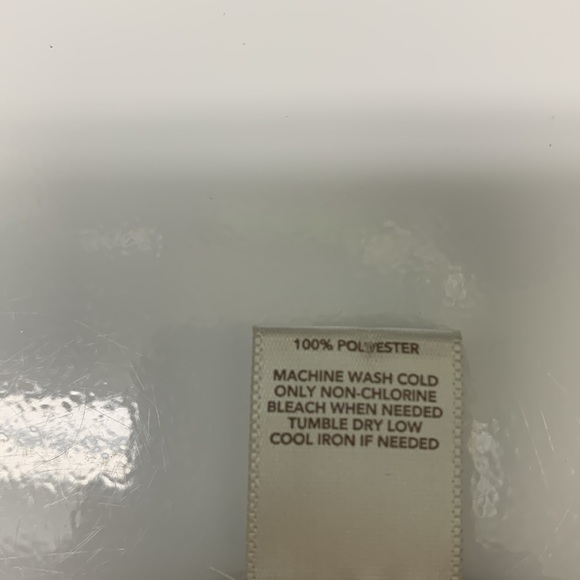 100% POLYESTER
MACHINE WASH COLD
ONLY NON-CHLORINE
BLEACH WHEN NEEDED
TUMBLE DRY LOW
COOL IRON IF NEEDED